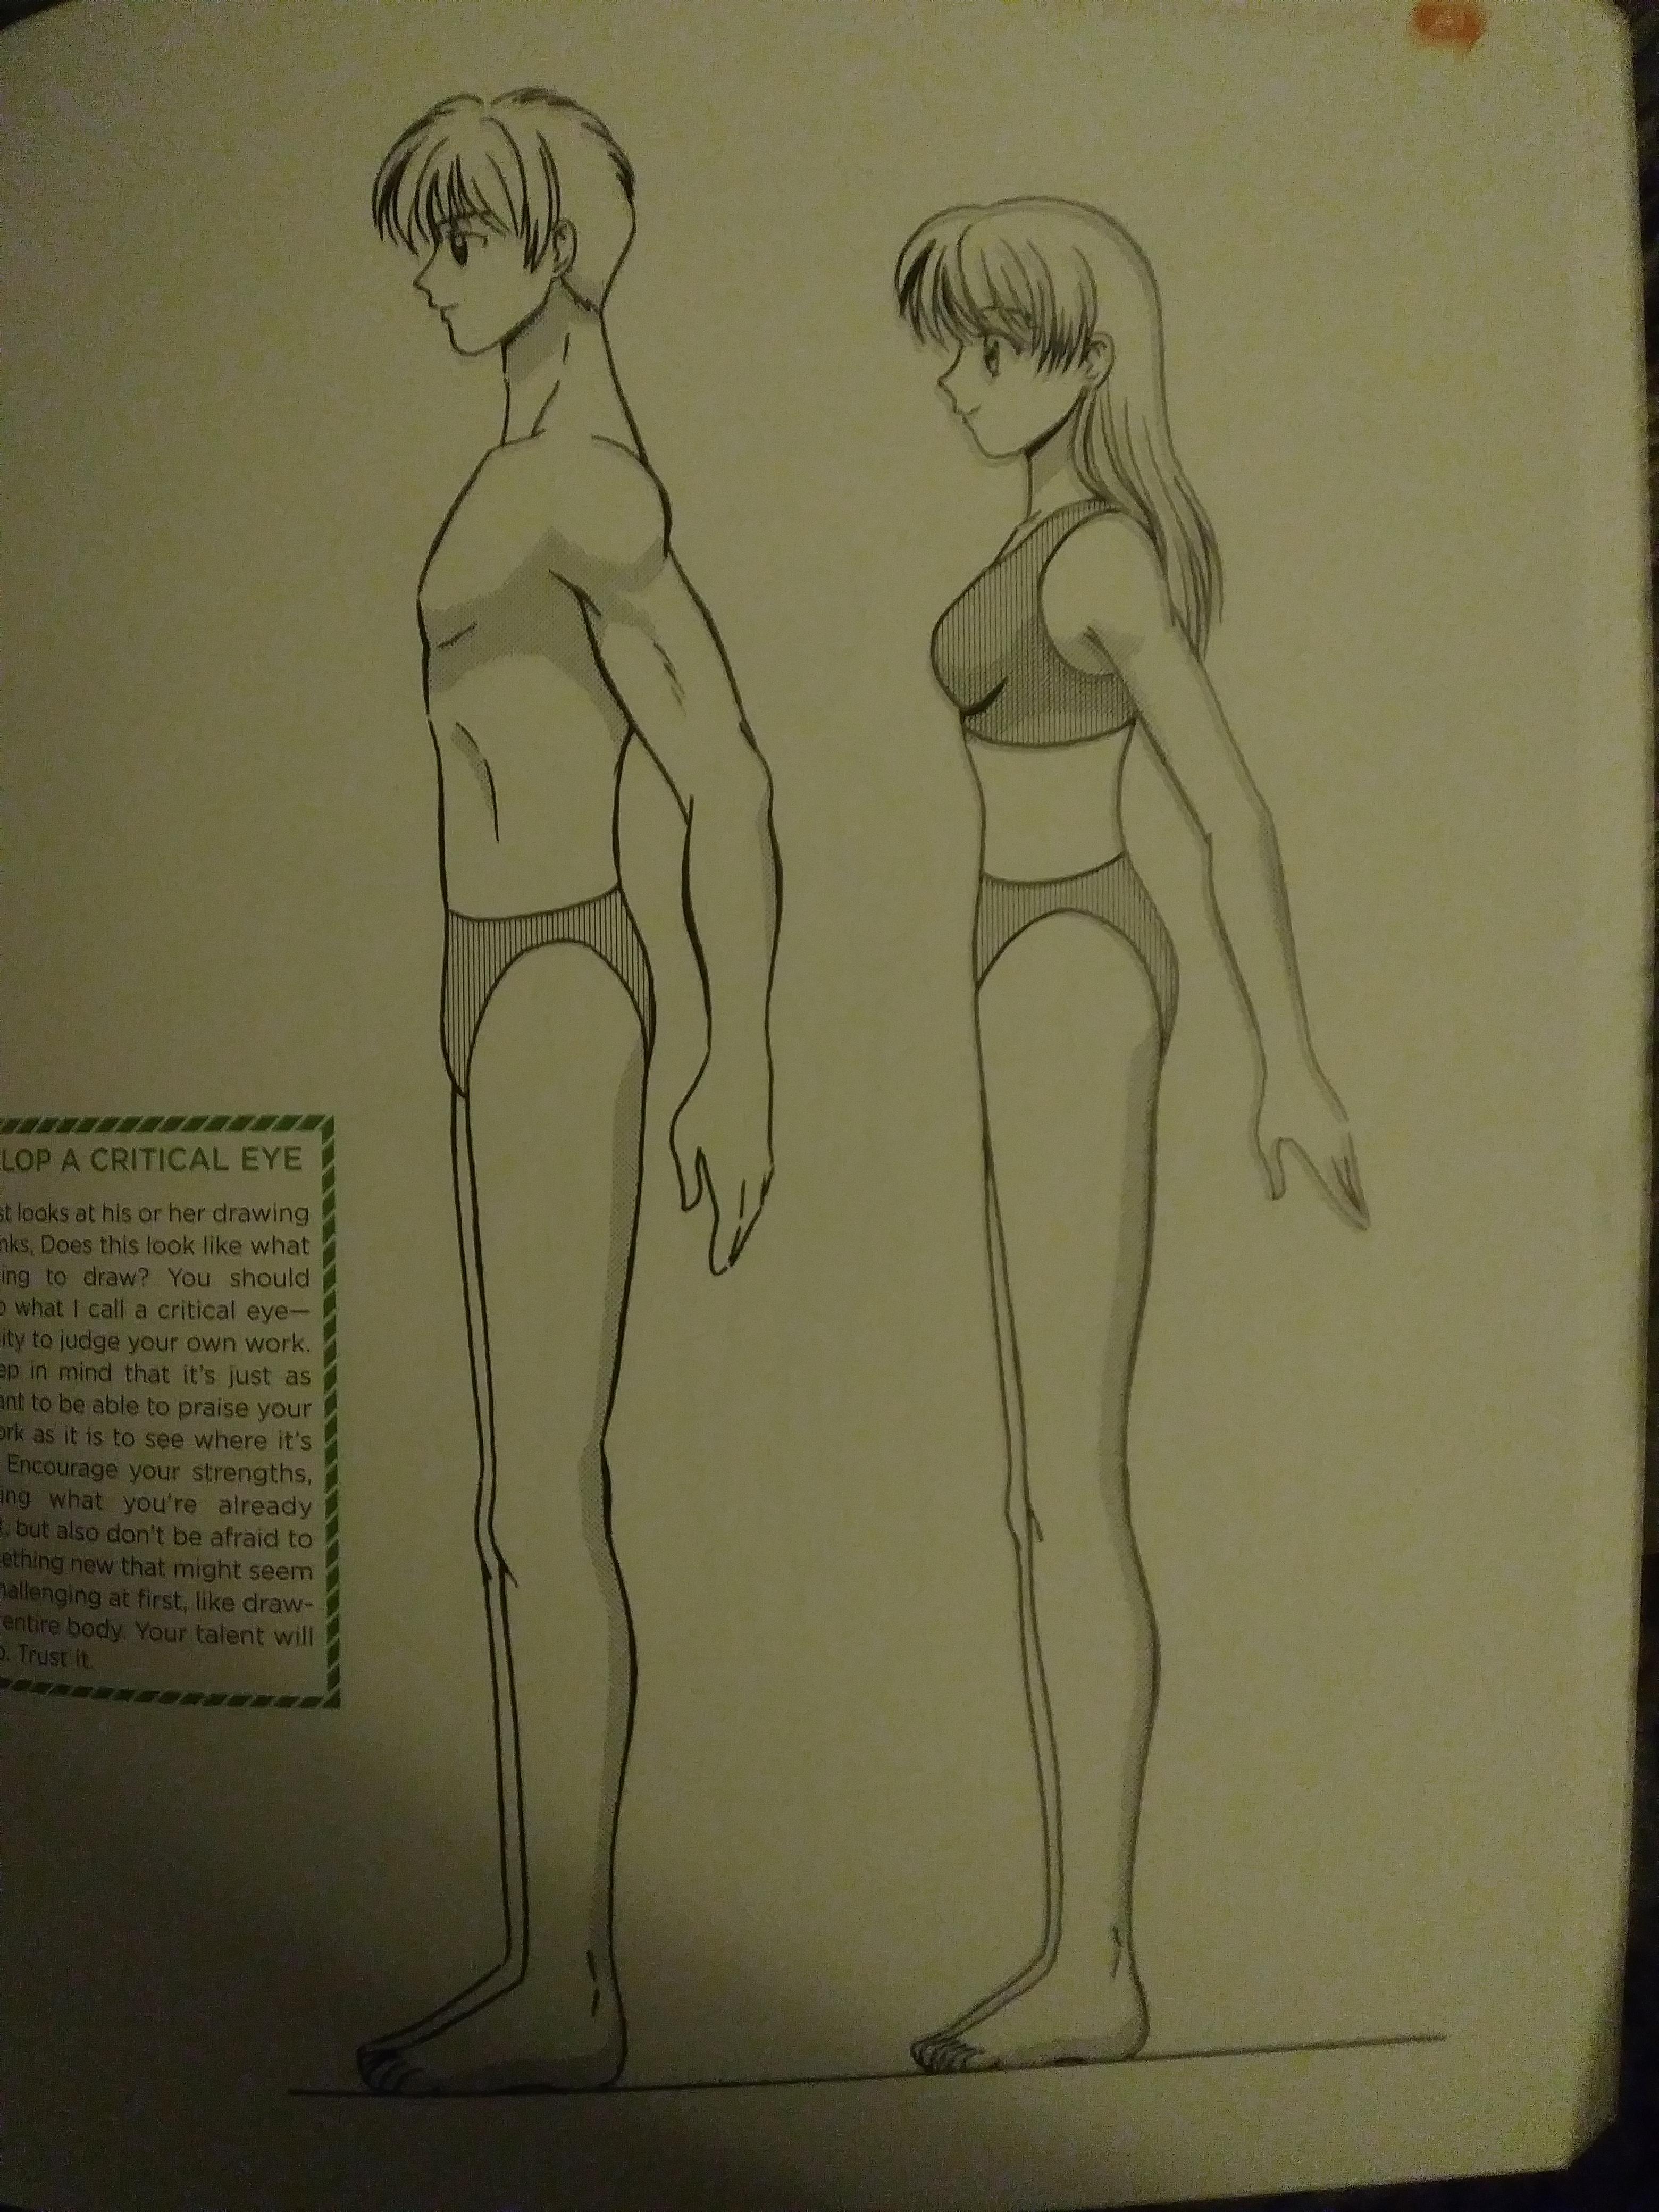 LOP A CRITICAL EYE
st looks at his or her drawing
nks, Does this look like what
ing to draw? You should
what I call a critical eye—
ity to judge your own work.
ep in mind that it's just as
ant to be able to praise your
ork as it is to see where it's
Encourage your strengths,
ing what you're already
t, but also don't be afraid to
ething new that might seem
hallenging at first, like draw-
entire body. Your talent will
. Trust it.